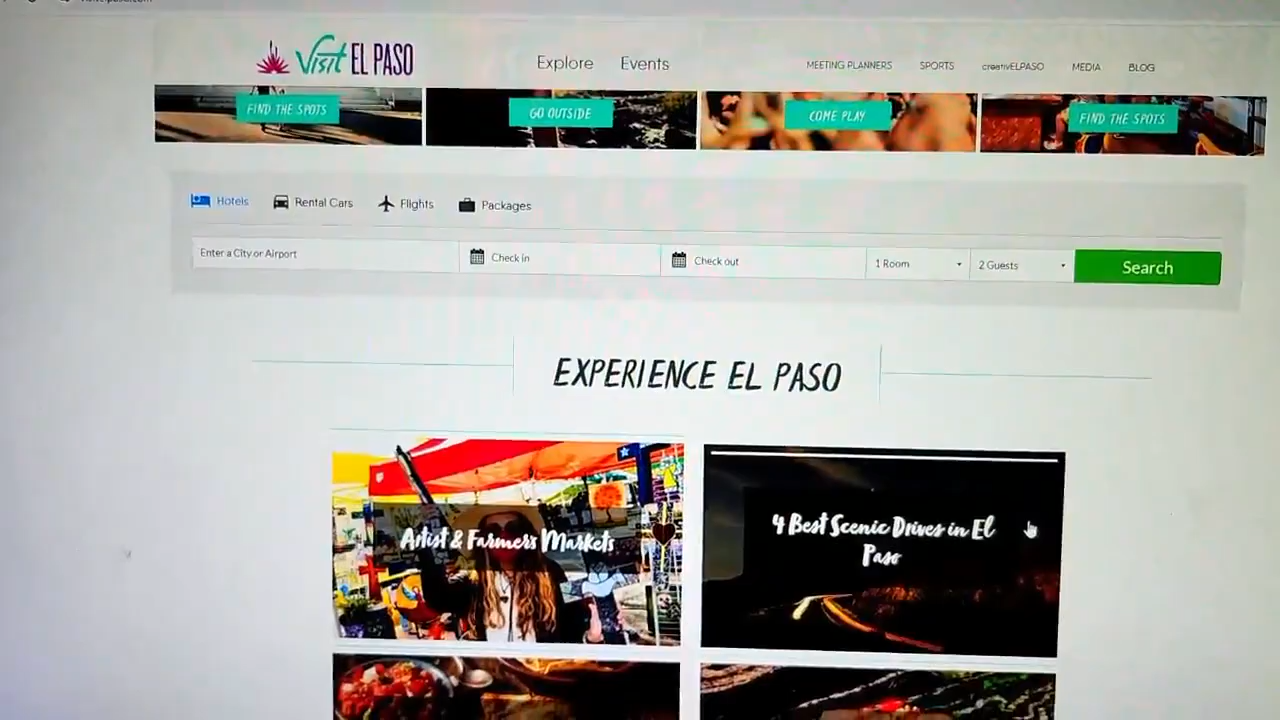 Visit EL PASO
Explore Events
MEETING PLANNERS SPORTS creativELPASO MEDIA BLOG
FIND THE SPOTS GO OUTSIDE COME PLAY FIND THE SPOTS
Hotels Rental Cars Flights Packages
Enter a City or Airport Check in Check out 1 Room 2 Guests Search
EXPERIENCE EL PASO
Artist & Farmer's Markets
4 Best Scenic Drives in El
Paso